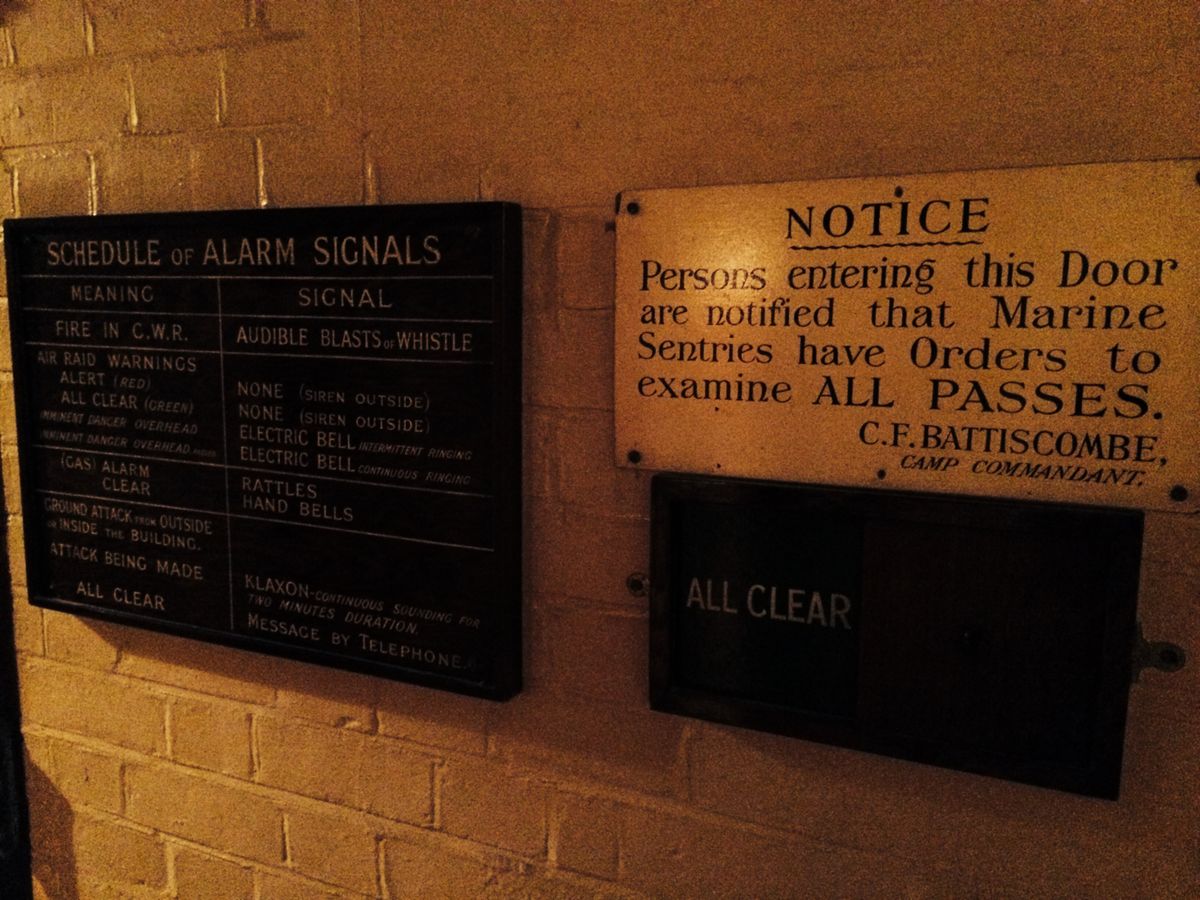 SCHEDULE OF ALARM SIGNALS
MEANING SIGNAL
FIRE IN C.W.R. AUDIBLE BLASTS OF WHISTLE
AIR RAID WARNINGS
ALERT (RED) NONE (SIREN OUTSIDE)
ALL CLEAR (GREEN) NONE (SIREN OUTSIDE)
IMMINENT DANGER OVERHEAD ELECTRIC BELL INTERMITTENT RINGING
IMMINENT DANGER OVERHEAD PASSED ELECTRIC BELL CONTINUOUS RINGING
(GAS) ALARM RATTLES
CLEAR HAND BELLS
GROUND ATTACK FROM OUTSIDE
OR INSIDE THE BUILDING.
ATTACK BEING MADE KLAXON-CONTINUOUS SOUNDING FOR
TWO MINUTES DURATION.
ALL CLEAR MESSAGE BY TELEPHONE.
NOTICE
Persons entering this Door
are notified that Marine
Sentries have Orders to
examine ALL PASSES.
C.F. BATTISCOMBE,
CAMP COMMANDANT.
ALL CLEAR